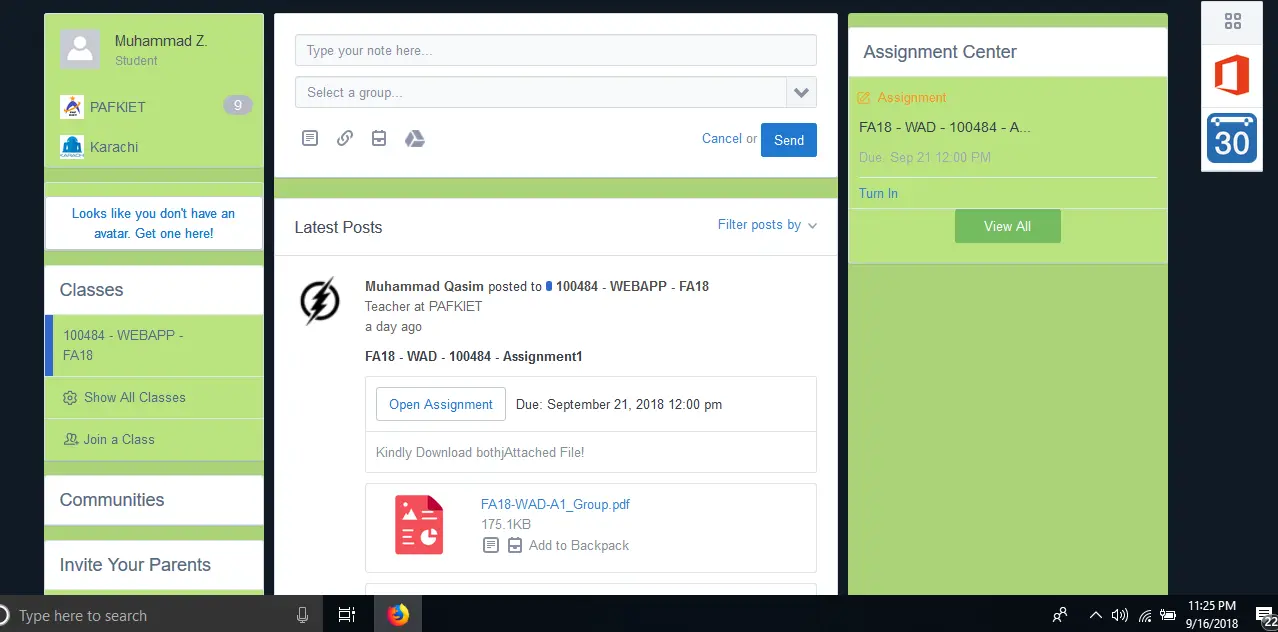 Muhammad Z.
Student
PAFKIET
9
Karachi
Looks like you don't have an
avatar. Get one here!
Classes
100484 - WEBAPP -
FA18
Show All Classes
Join a Class
Communities
Invite Your Parents
Type your note here...
Select a group...
Cancel or Send
Latest Posts
Filter posts by
Muhammad Qasim posted to 100484 - WEBAPP - FA18
Teacher at PAFKIET
a day ago
FA18 - WAD - 100484 - Assignment1
Open Assignment Due: September 21, 2018 12:00 pm
Kindly Download bothjAttached File!
FA18-WAD-A1_Group.pdf
175.1KB
Add to Backpack
Assignment Center
Assignment
FA18 - WAD - 100484 - A...
Due: Sep 21 12:00 PM
Turn In
View All
30
Type here to search
11:25 PM
9/16/2018
22